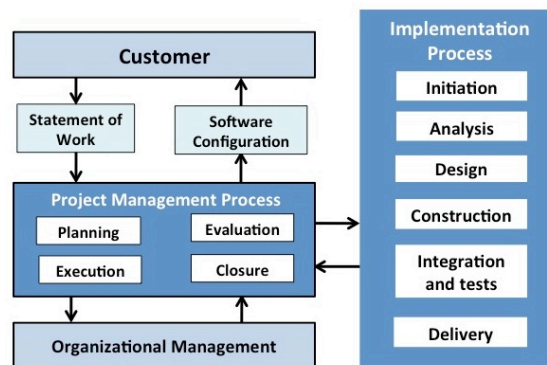 Customer
Statement of
Work
Software
Configuration
Project Management Process
Planning
Evaluation
Execution
Closure
Organizational Management
Implementation
Process
Initiation
Analysis
Design
Construction
Integration
and tests
Delivery